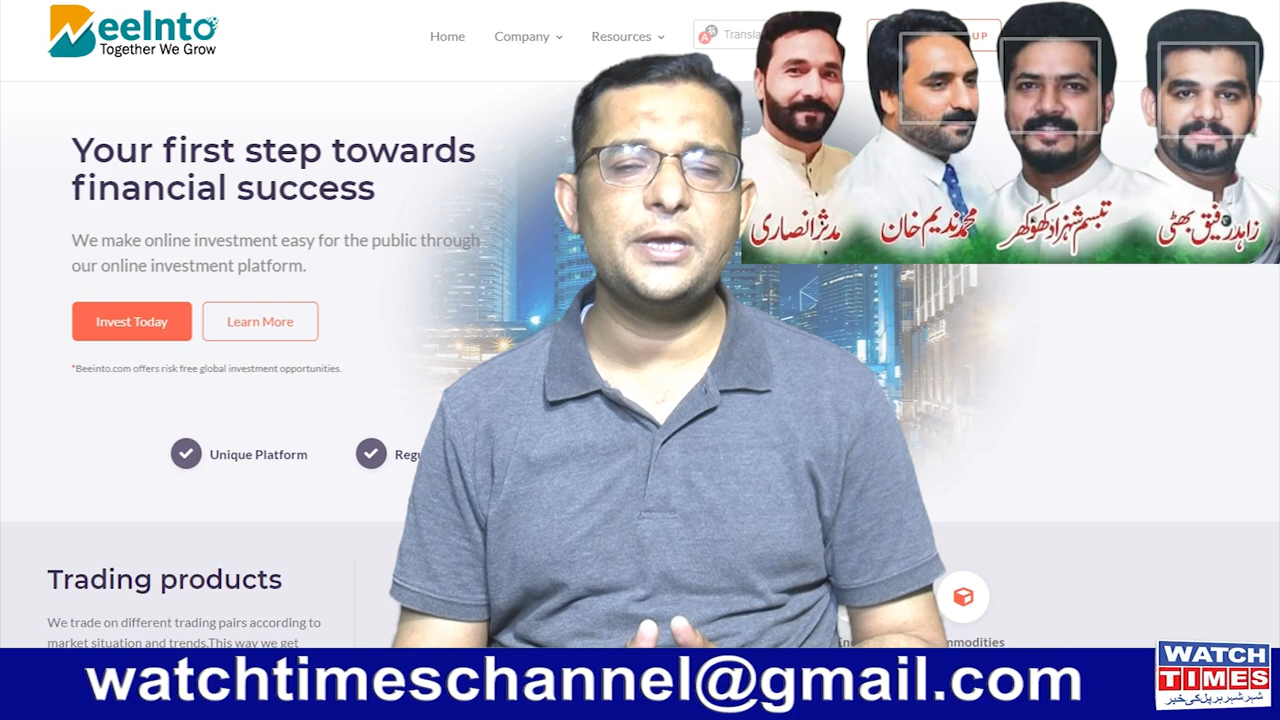 BeeInto
Together We Grow
Home
Company
Resources
Transla
UP
Your first step towards
financial success
We make online investment easy for the public through
our online investment platform.
Invest Today
Learn More
*Beeinto.com offers risk free global investment opportunities.
Unique Platform
Regu
مدثر انصاری
محمد ندیم خان
تبسم شہزاد کھوکھر
زاہد رفیق بھٹی
Trading products
We trade on different trading pairs according to
market situation and trends.This way we get
mmodities
watchtimeschannel@gmail.com
WATCH
TIMES
شہر شہر ہر پل کی خبر